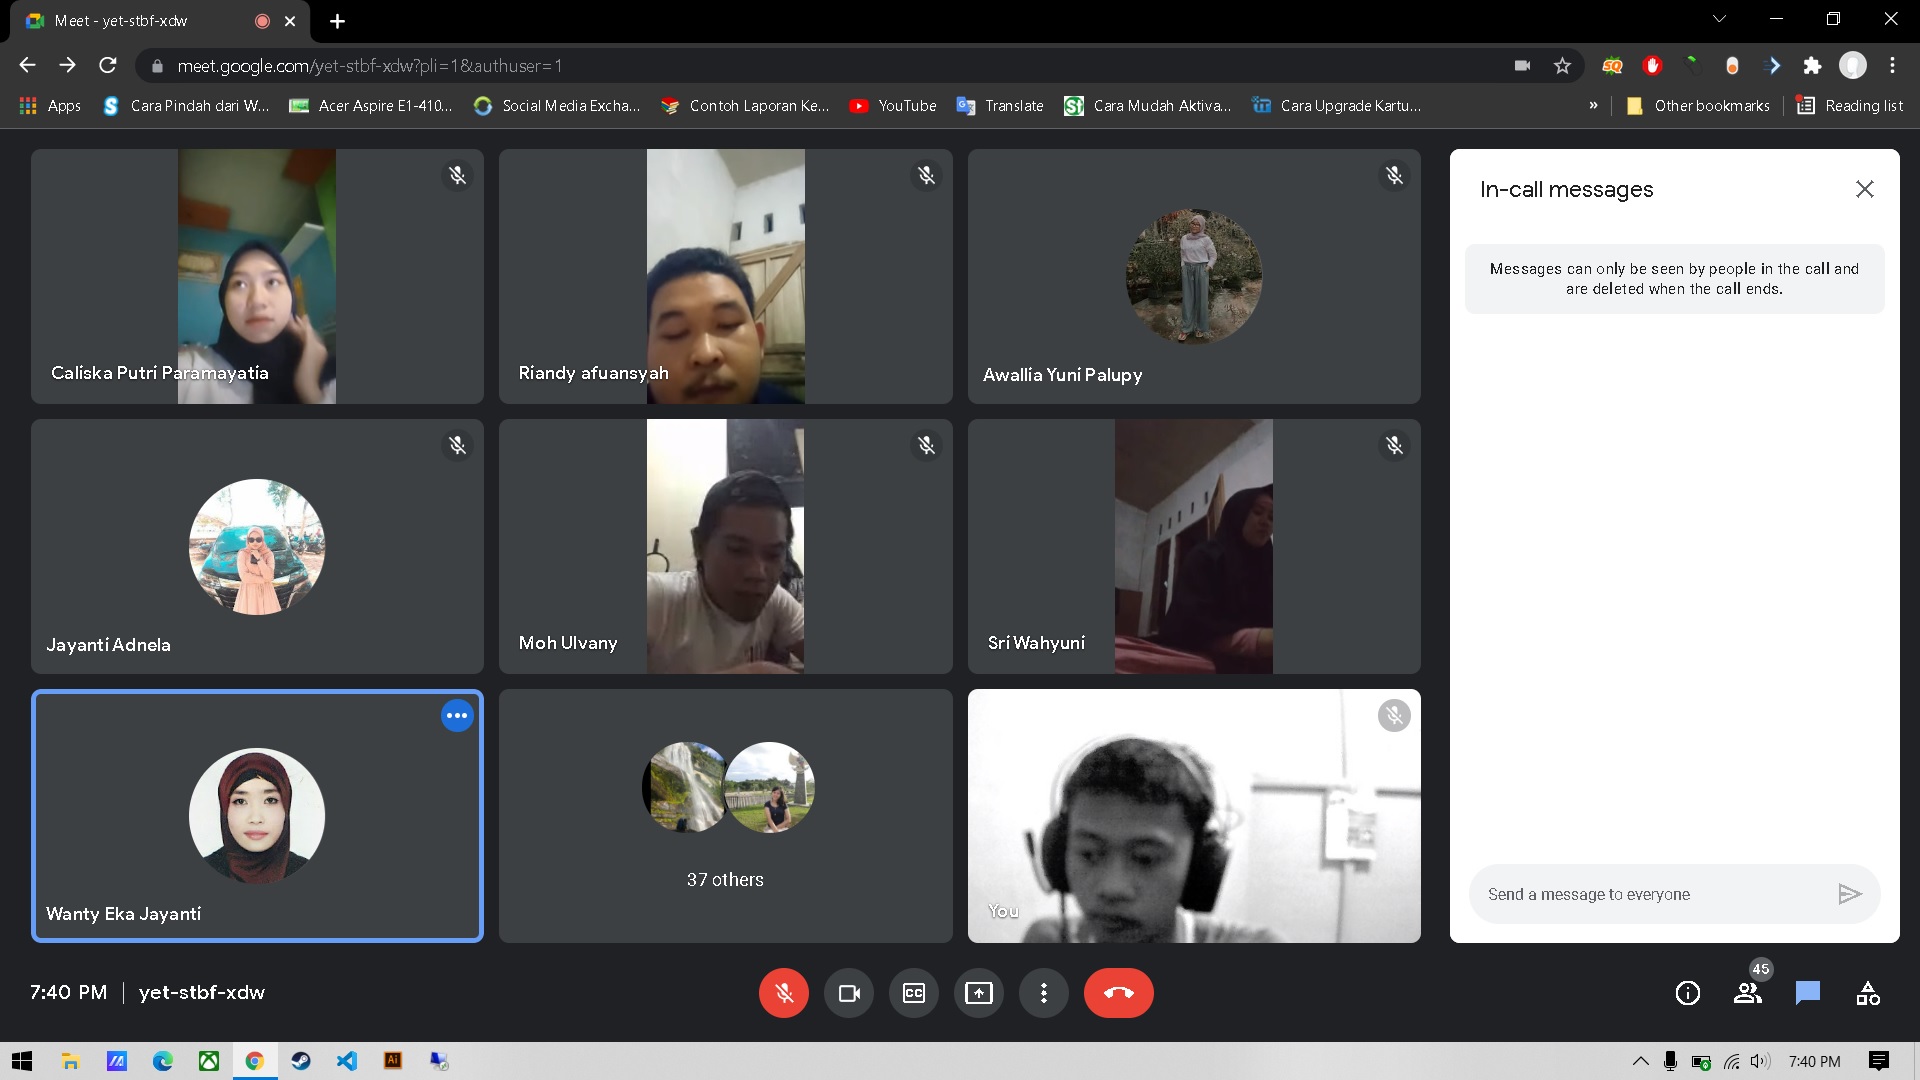 Meet - yet-stbf-xdw
meet.google.com/yet-stbf-xdw?pli=1&authuser=1
Apps
Cara Pindah dari W...
Acer Aspire E1-410...
Social Media Excha...
Contoh Laporan Ke...
YouTube
Translate
Cara Mudah Aktiva...
Cara Upgrade Kartu...
»
Other bookmarks
Reading list
Caliska Putri Paramayatia
Riandy afuansyah
Awallia Yuni Palupy
In-call messages
Messages can only be seen by people in the call and
are deleted when the call ends.
Jayanti Adnela
Moh Ulvany
Sri Wahyuni
Wanty Eka Jayanti
37 others
You
Send a message to everyone
7:40 PM | yet-stbf-xdw
CC
45
Ai
7:40 PM